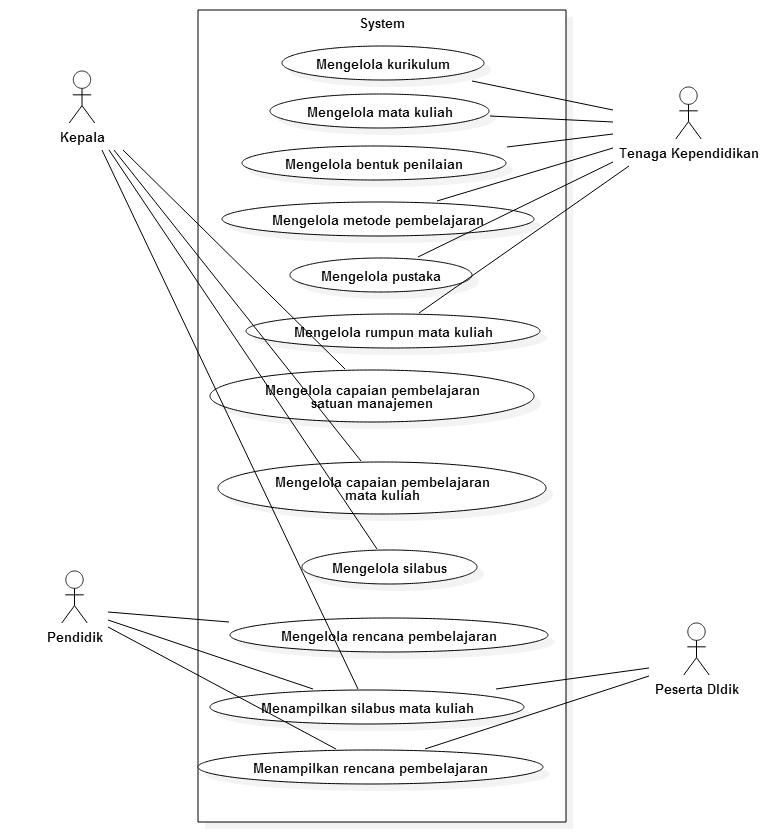 System
Mengelola kurikulum
Mengelola mata kuliah
Kepala
Tenaga Kependidikan
Mengelola bentuk penilaian
Mengelola metode pembelajaran
Mengelola pustaka
Mengelola rumpun mata kuliah
Mengelola capaian pembelajaran
satuan manajemen
Mengelola capaian pembelajaran
mata kuliah
Mengelola silabus
Pendidik
Mengelola rencana pembelajaran
Peserta DIdik
Menampilkan silabus mata kuliah
Menampilkan rencana pembelajaran